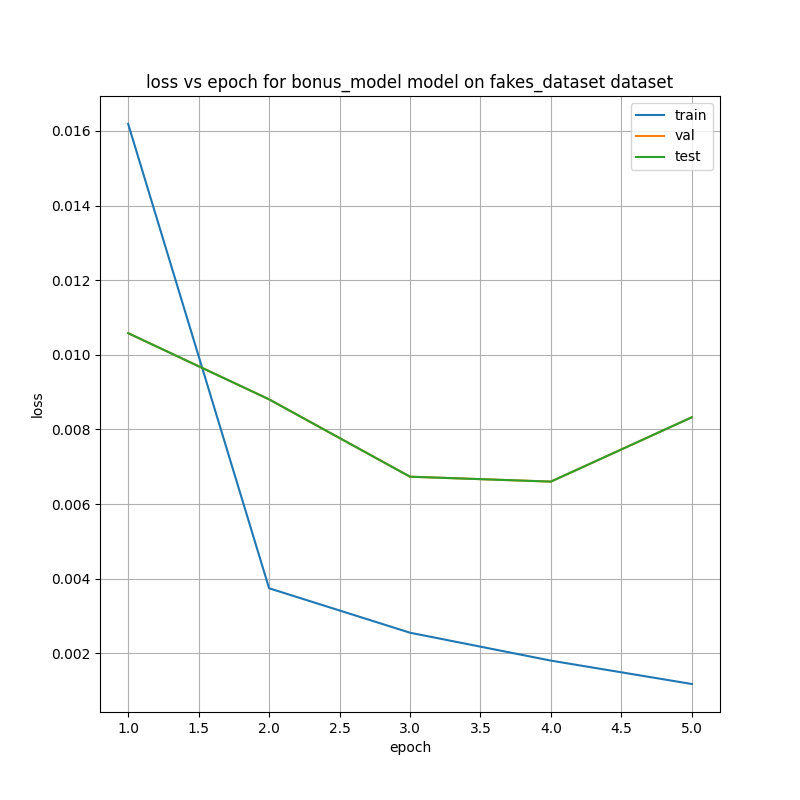 loss vs epoch for bonus_model model on fakes_dataset dataset
train
val
test
0.016
0.014
0.012
0.010
0.008
0.006
0.004
0.002
loss
1.0 1.5 2.0 2.5 3.0 3.5 4.0 4.5 5.0
epoch